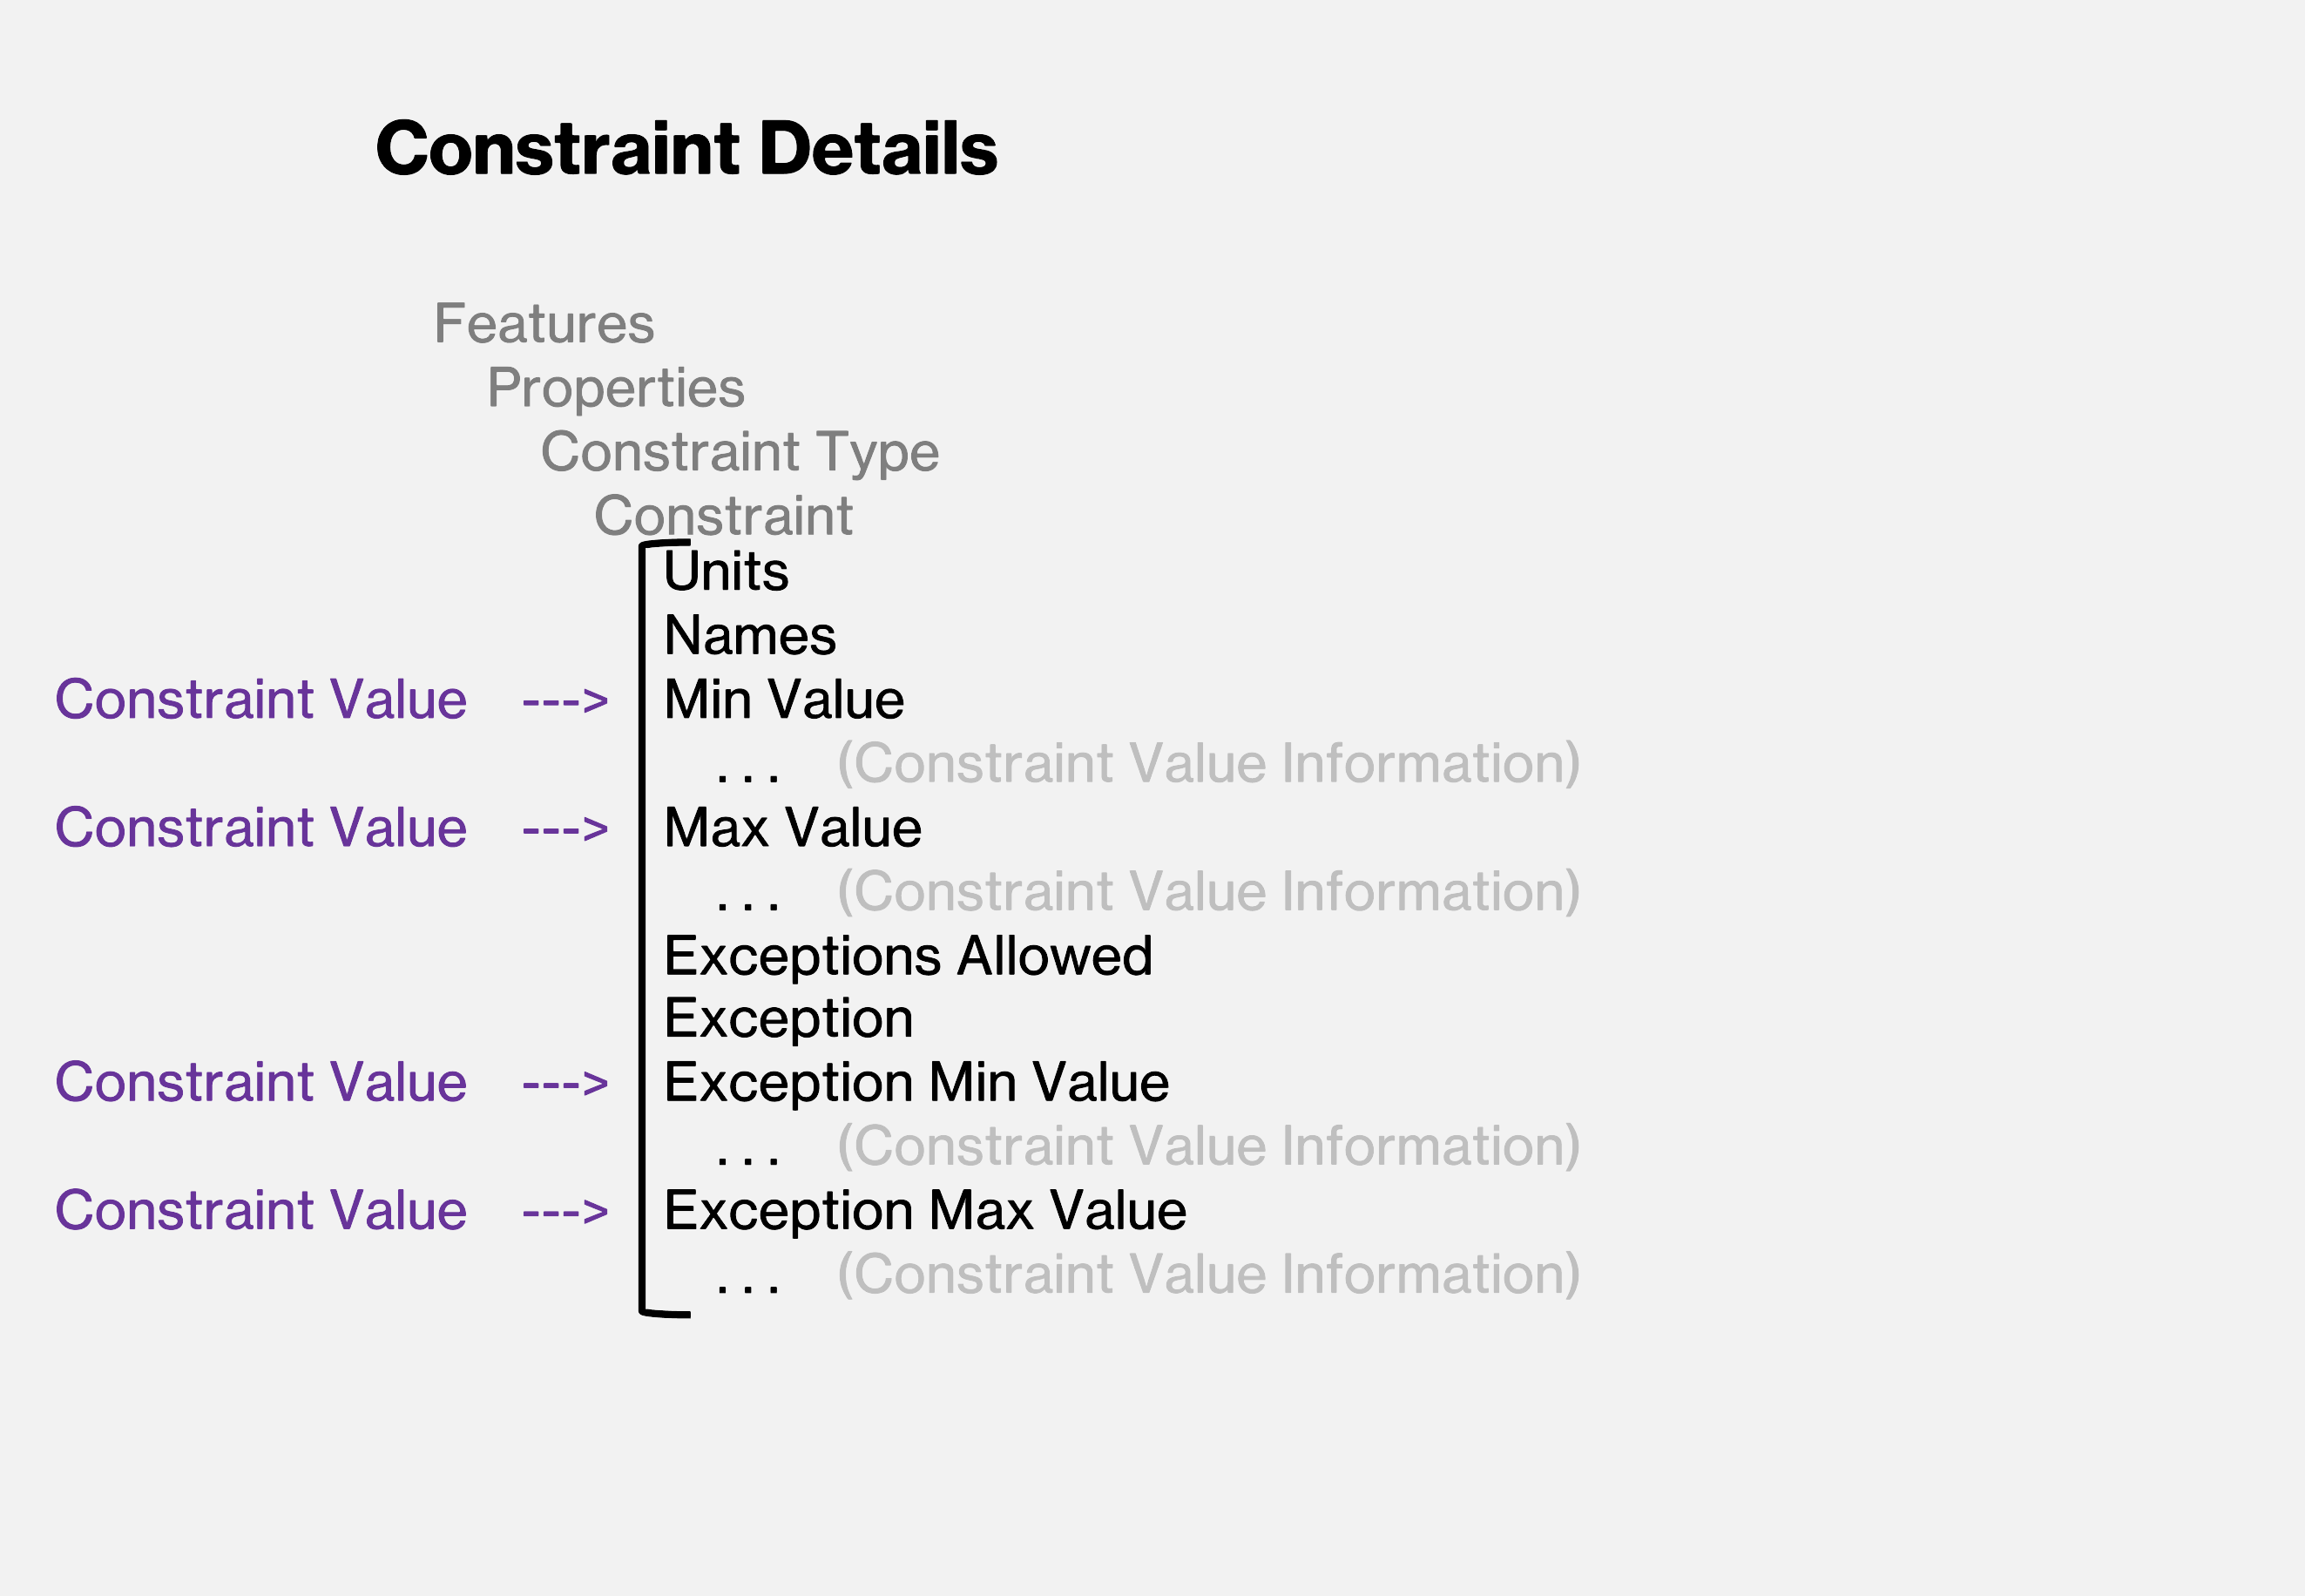 Constraint Details
Features
Properties
Constraint Type
Constraint
Units
Names
Constraint Value ---> Min Value
... (Constraint Value Information)
Constraint Value ---> Max Value
... (Constraint Value Information)
Exceptions Allowed
Exception
Constraint Value ---> Exception Min Value
... (Constraint Value Information)
Constraint Value ---> Exception Max Value
... (Constraint Value Information)